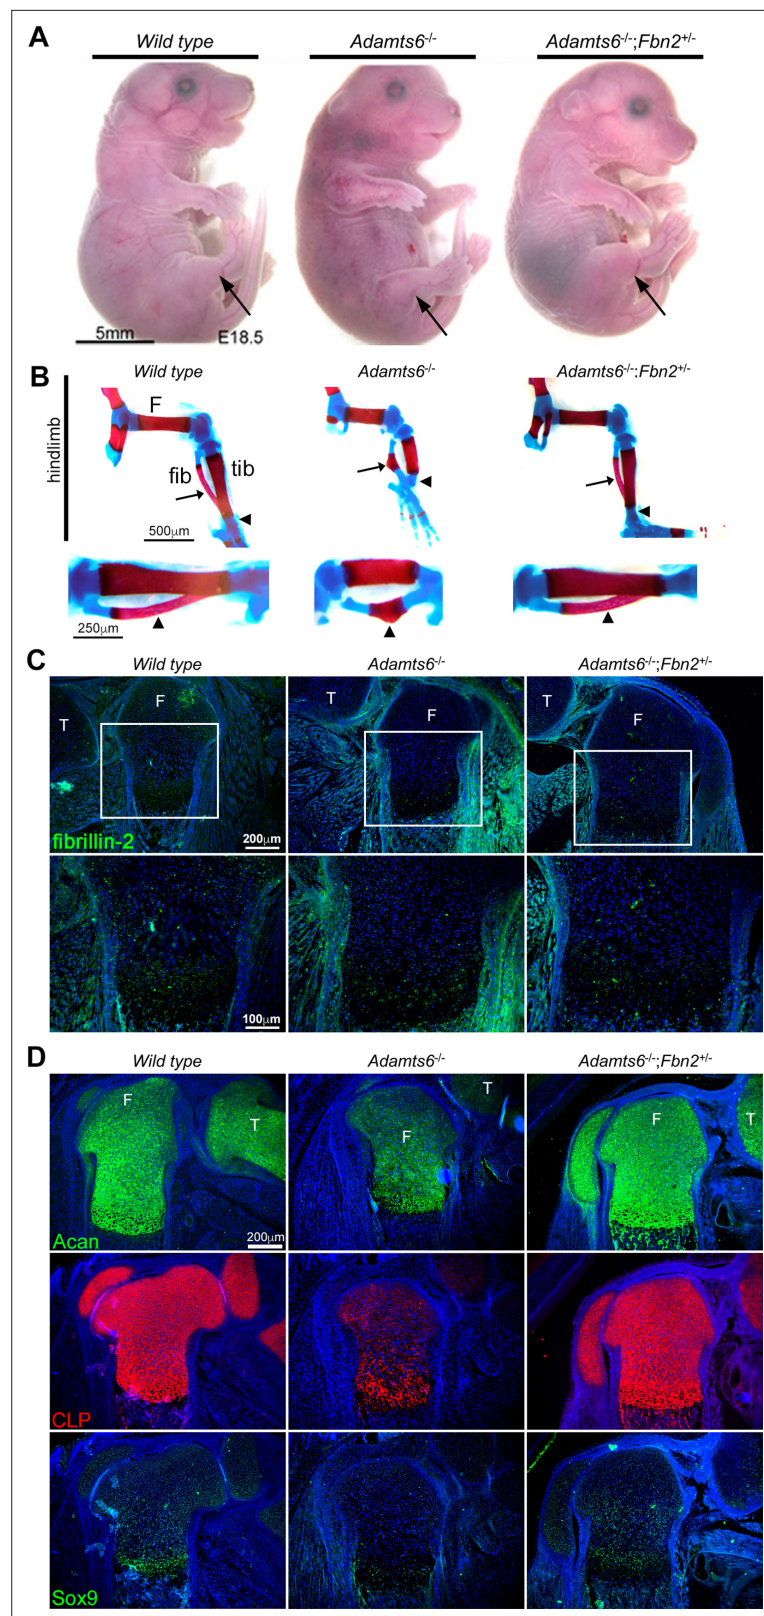 A
Wild type
Adamts6-/-
Adamts6-/-;Fbn2+/-
5mm
E18.5
B
Wild type
Adamts6-/-
Adamts6-/-;Fbn2+/-
hindlimb
F
fib
tib
500µm
250µm
C
Wild type
Adamts6-/-
Adamts6-/-;Fbn2+/-
T
F
T
F
T
F
fibrillin-2
200µm
100µm
D
Wild type
Adamts6-/-
Adamts6-/-;Fbn2+/-
F
T
F
T
F
T
Acan
200µm
CLP
Sox9